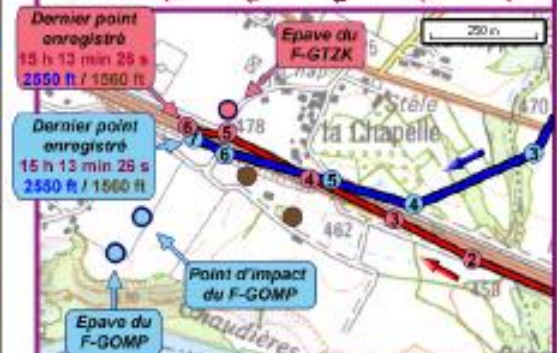 Dernier point
enregistré
15 h 13 min 26 s
2550 ft / 1560 ft
Epave du
F-GTZK
250 m
Stèle
478
la Chapelle
470
Dernier point
enregistré
15 h 13 min 26 s
2550 ft / 1560 ft
6
5
7
6
4
5
4
3
3
2
462
458
Point d'impact
du F-GOMP
Epave du
F-GOMP
Chaudières